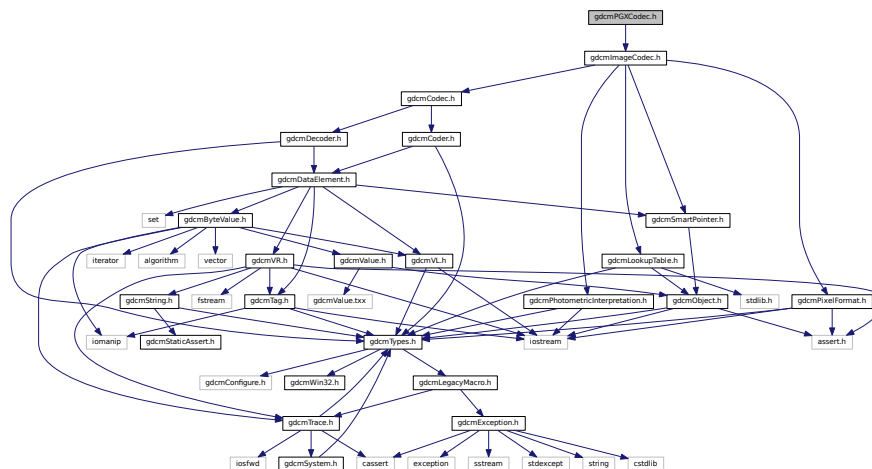 gdcmPGXCodec.h
gdcmImageCodec.h
gdcmCodec.h
gdcmDecoder.h
gdcmCoder.h
gdcmDataElement.h
set
gdcmByteValue.h
gdcmSmartPointer.h
iterator
algorithm
vector
gdcmVR.h
gdcmValue.h
gdcmVL.h
gdcmLookupTable.h
gdcmString.h
fstream
gdcmTag.h
gdcmValue.txx
gdcmPhotometricInterpretation.h
gdcmObject.h
stdlib.h
gdcmPixelFormat.h
iomanip
gdcmStaticAssert.h
gdcmTypes.h
iostream
assert.h
gdcmConfigure.h
gdcmWin32.h
gdcmLegacyMacro.h
gdcmTrace.h
gdcmException.h
iosfwd
gdcmSystem.h
cassert
exception
sstream
stdexcept
string
cstdlib